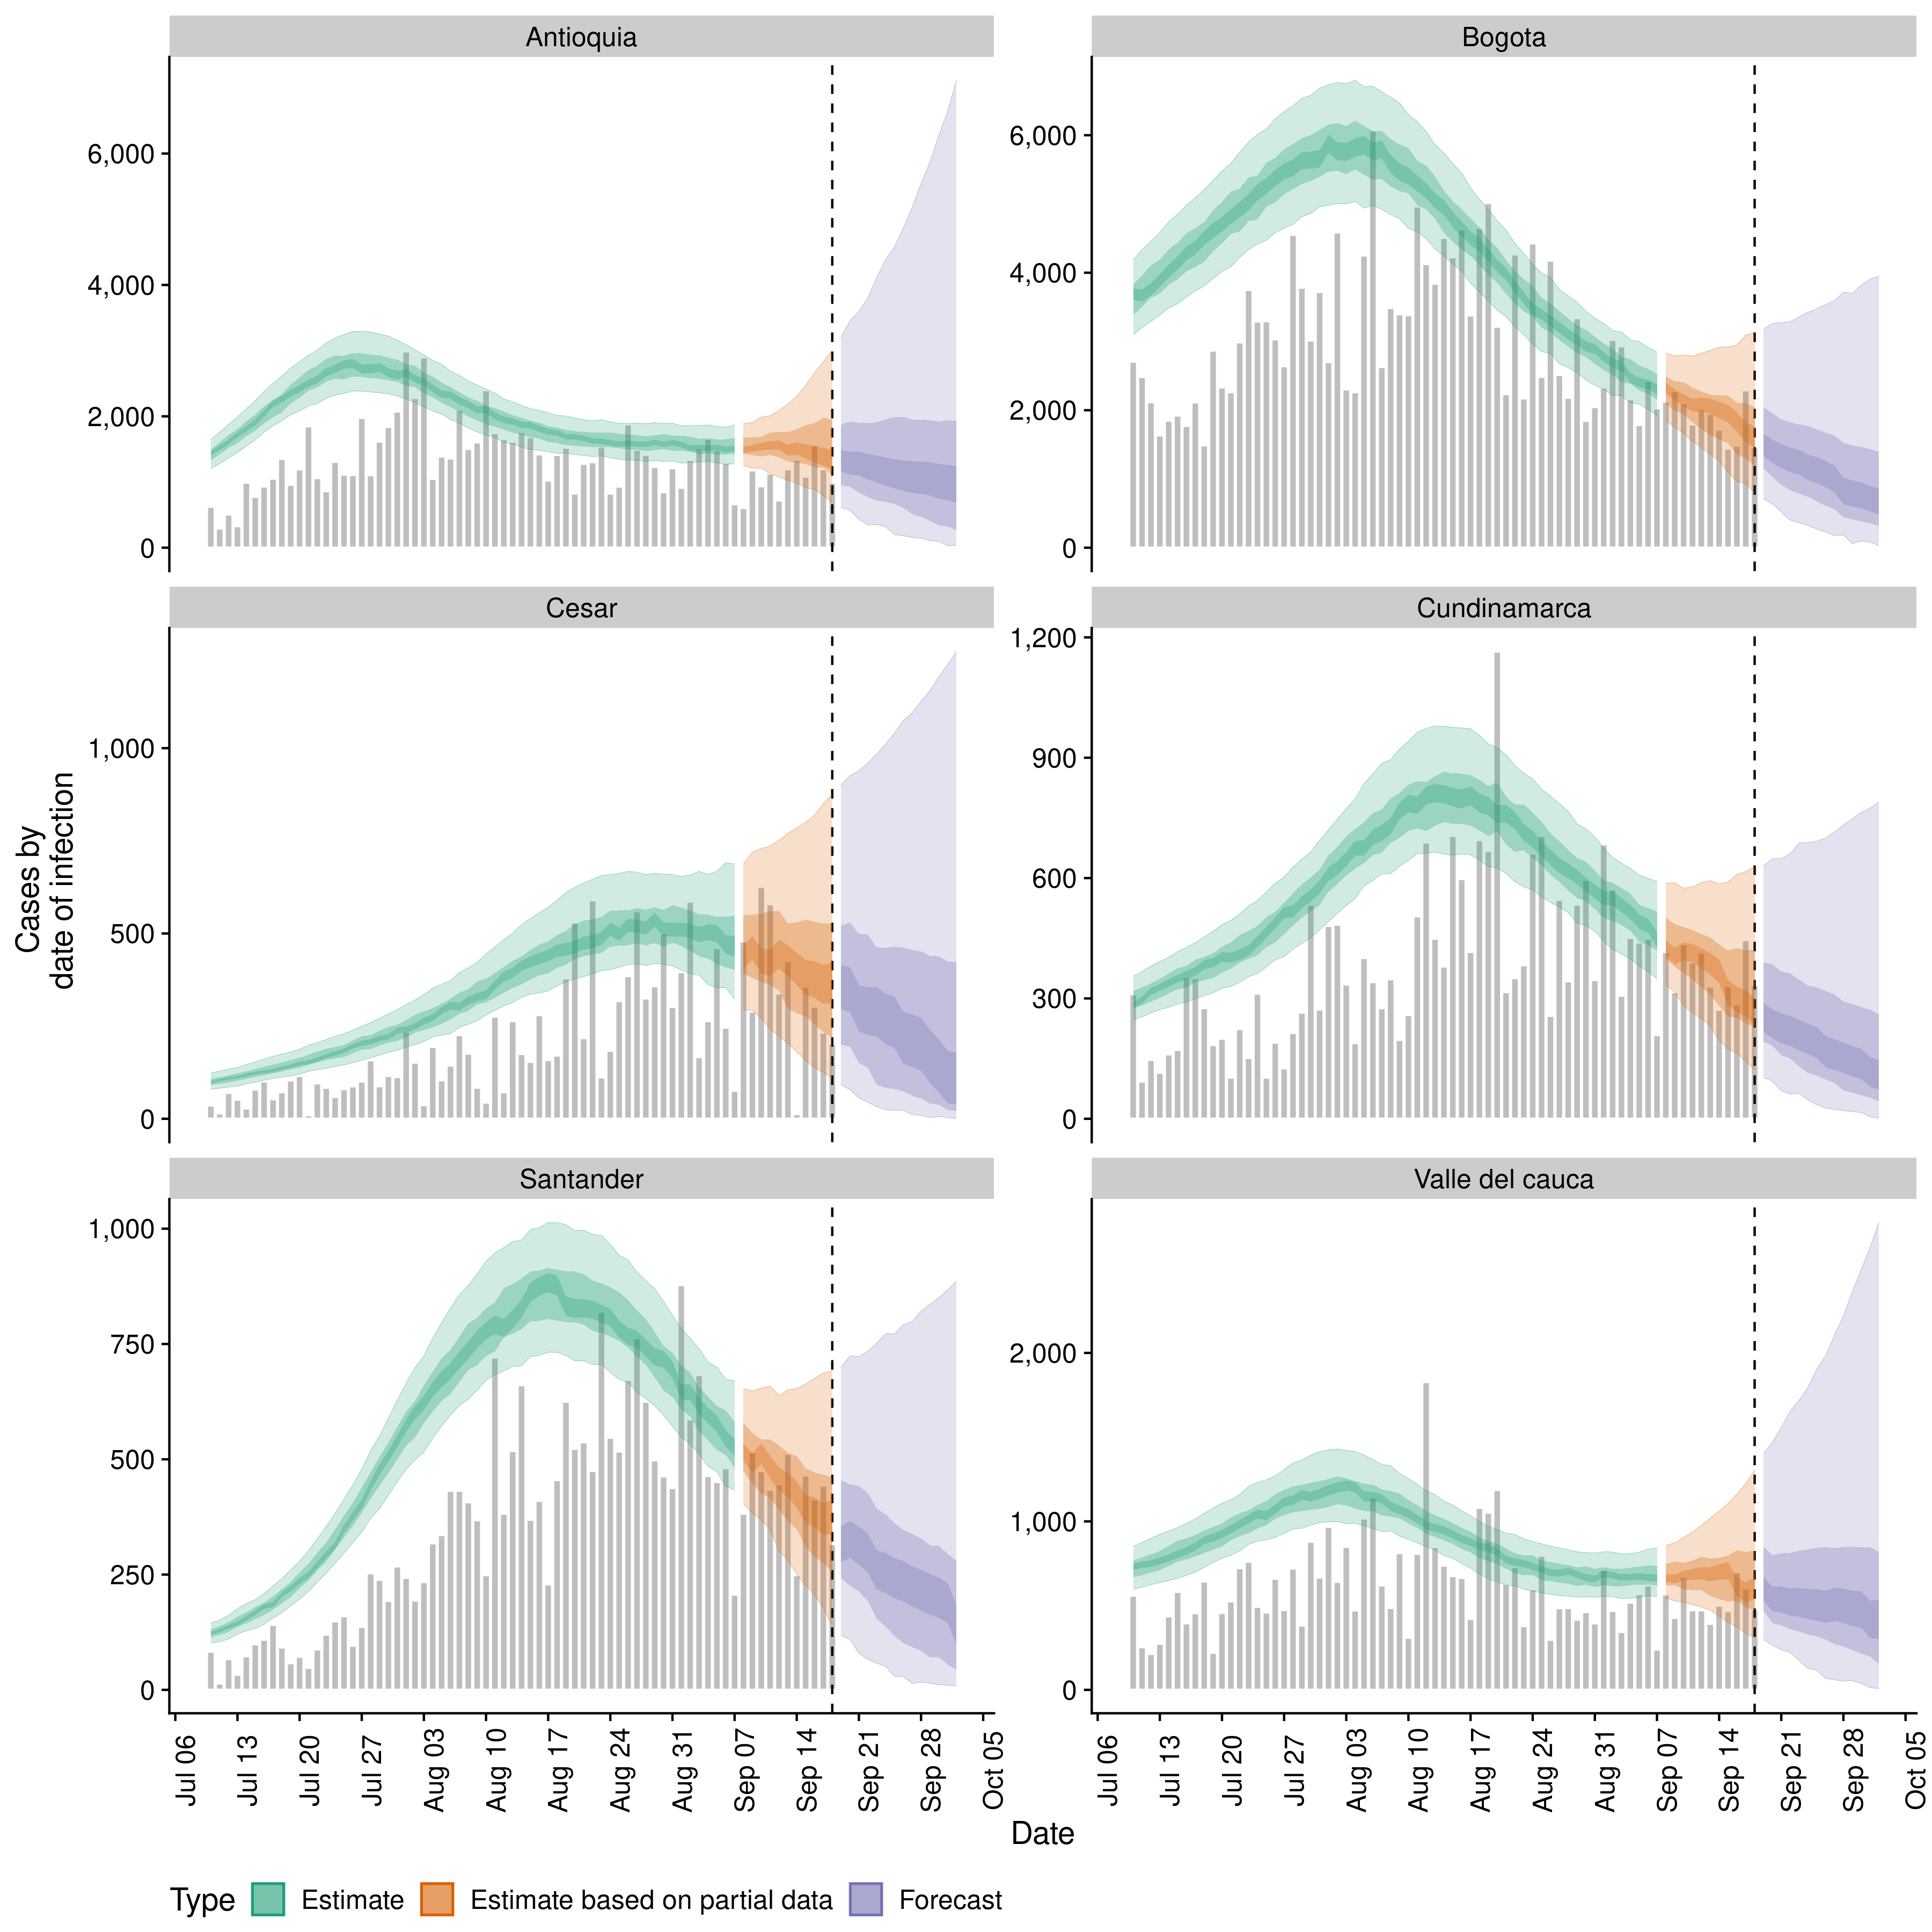 Antioquia
Bogota
6,000
4,000
2,000
0
6,000
4,000
2,000
0
Cesar
Cundinamarca
1,000
500
0
1,200
900
600
300
0
Santander
Valle del cauca
1,000
750
500
250
0
2,000
1,000
0
Cases by
date of infection
Jul 06
Jul 13
Jul 20
Jul 27
Aug 03
Aug 10
Aug 17
Aug 24
Aug 31
Sep 07
Sep 14
Sep 21
Sep 28
Oct 05
Jul 06
Jul 13
Jul 20
Jul 27
Aug 03
Aug 10
Aug 17
Aug 24
Aug 31
Sep 07
Sep 14
Sep 21
Sep 28
Oct 05
Date
Type Estimate Estimate based on partial data Forecast